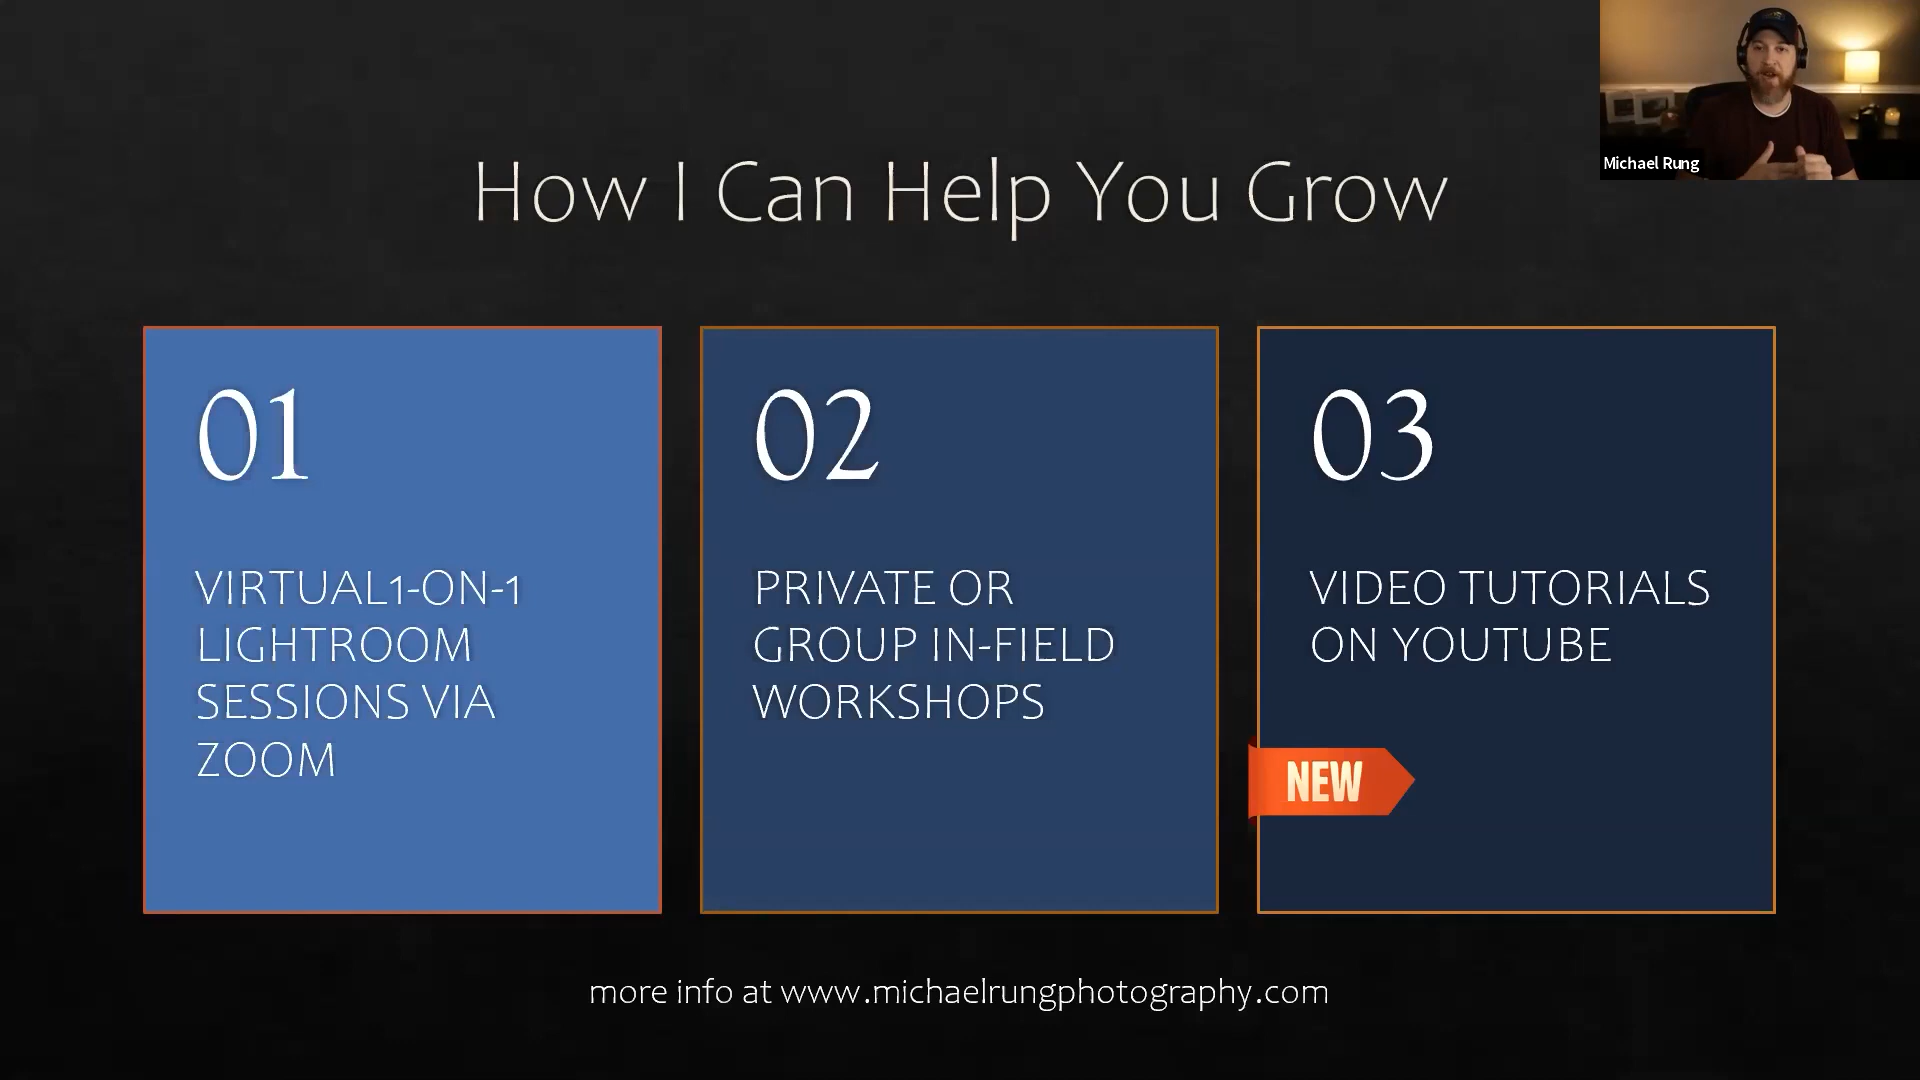 Michael Rung
How I Can Help You Grow
01
VIRTUAL1-ON-1
LIGHTROOM
SESSIONS VIA
ZOOM
02
PRIVATE OR
GROUP IN-FIELD
WORKSHOPS
03
VIDEO TUTORIALS
ON YOUTUBE
NEW
more info at www.michaelrungphotography.com